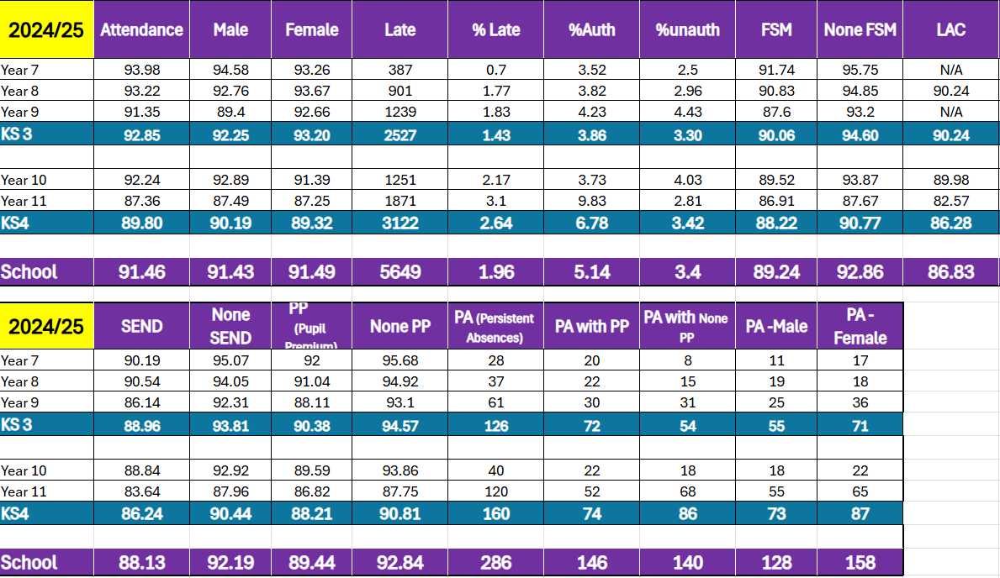 2024/25 Attendance Male Female Late % Late %Auth %unauth FSM None FSM LAC
Year 7 93.98 94.58 93.26 387 0.7 3.52 2.5 91.74 95.75 N/A
Year 8 93.22 92.76 93.67 901 1.77 3.82 2.96 90.83 94.85 90.24
Year 9 91.35 89.4 92.66 1239 1.83 4.23 4.43 87.6 93.2 N/A
KS 3 92.85 92.25 93.20 2527 1.43 3.86 3.30 90.06 94.60 90.24
Year 10 92.24 92.89 91.39 1251 2.17 3.73 4.03 89.52 93.87 89.98
Year 11 87.36 87.49 87.25 1871 3.1 9.83 2.81 86.91 87.67 82.57
KS4 89.80 90.19 89.32 3122 2.64 6.78 3.42 88.22 90.77 86.28
School 91.46 91.43 91.49 5649 1.96 5.14 3.4 89.24 92.86 86.83
2024/25 SEND None SEND PP (Pupil Premium) None PP PA (Persistent Absences) PA with PP PA with None PP PA -Male PA - Female
Year 7 90.19 95.07 92 95.68 28 20 8 11 17
Year 8 90.54 94.05 91.04 94.92 37 22 15 19 18
Year 9 86.14 92.31 88.11 93.1 61 30 31 25 36
KS 3 88.96 93.81 90.38 94.57 126 72 54 55 71
Year 10 88.84 92.92 89.59 93.86 40 22 18 18 22
Year 11 83.64 87.96 86.82 87.75 120 52 68 55 65
KS4 86.24 90.44 88.21 90.81 160 74 86 73 87
School 88.13 92.19 89.44 92.84 286 146 140 128 158